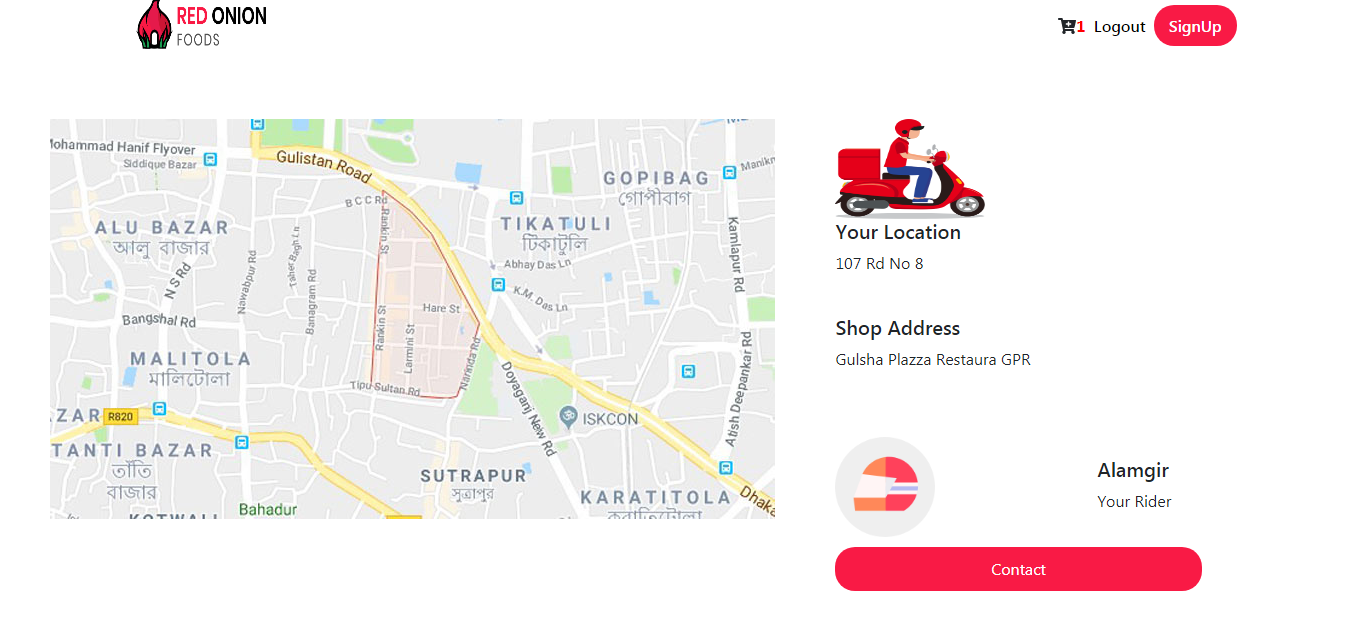 RED ONION
FOODS
1 Logout SignUp
Mohammad Hanif Flyover
Siddique Bazar
Gulistan Road
GOPIBAG
গোপীবাগ
B C C Rd
Rankin St
ALU BAZAR
আলু বাজার
TIKATULI
টিকাটুলি
Kamlapur Rd
N S Rd
Nawabpur Rd
Taher Bagh Ln
Banagram Rd
Abhay Das Ln
K.M. Das Ln
Bangshal Rd
Hare St
Rankin St
Larmini St
MALITOLA
মালিটোলা
Tipu Sultan Rd
Narinda Rd
Doyaganj New Rd
Atish Deepankar Rd
ZAR
R820
ISKCON
TANTI BAZAR
তাঁতি
বাজার
SUTRAPUR
সূত্রাপুর
KARATITOLA
করাতিটোলা
Dhaka
KOTWALI
Bahadur
Your Location
107 Rd No 8
Shop Address
Gulsha Plazza Restaura GPR
Alamgir
Your Rider
Contact